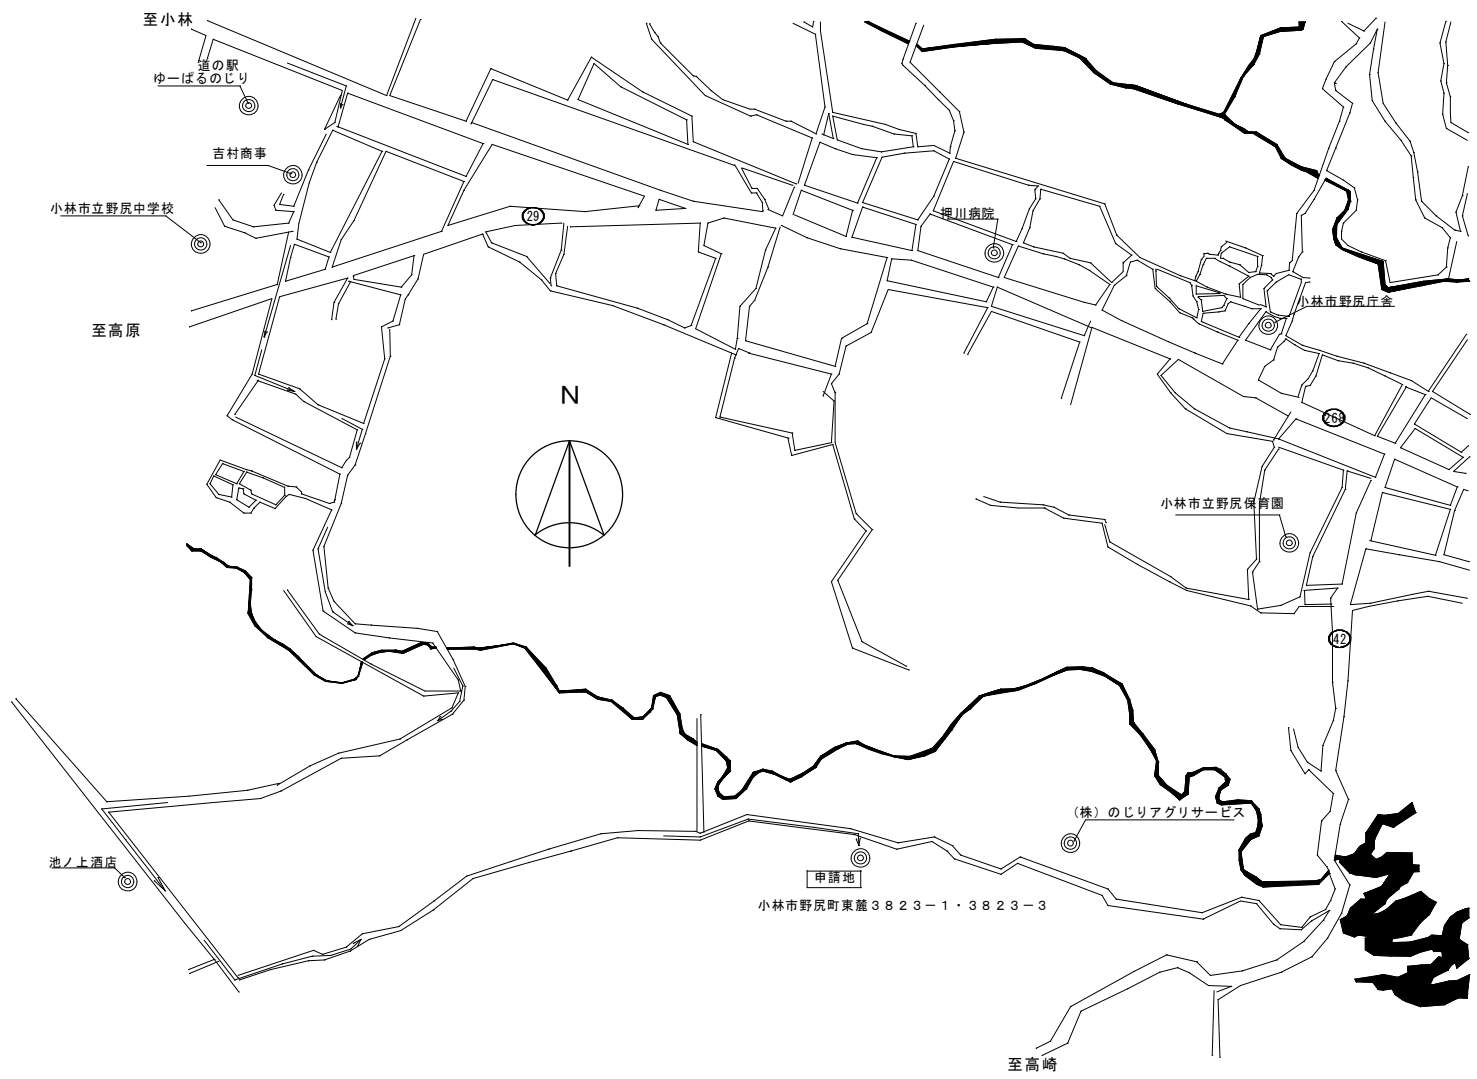 至小林
道の駅
ゆーぱるのじり
吉村商事
小林市立野尻中学校
29
押川病院
至高原
小林市野尻庁舎
N
268
小林市立野尻保育園
42
(株)のじりアグリサービス
池ノ上酒店
申請地
小林市野尻町東麓3823-1・3823-3
至高崎